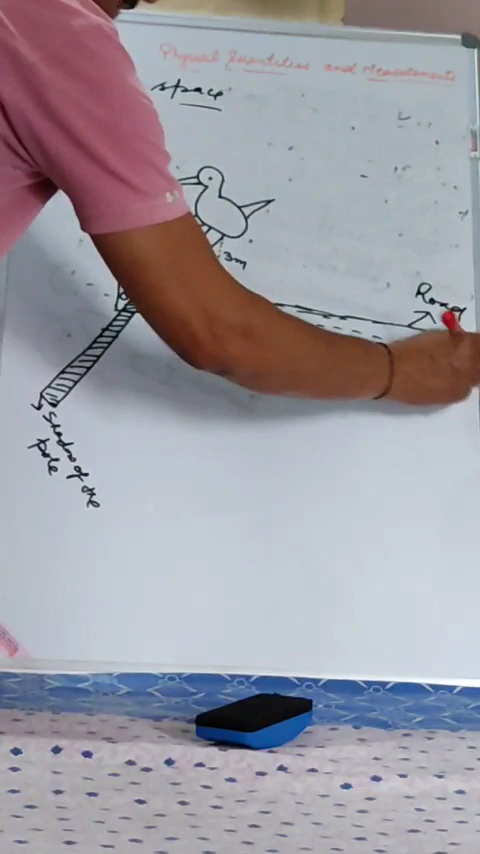 Physical Quantities and Measurements
space
3m
Road
Shadow of the
pole